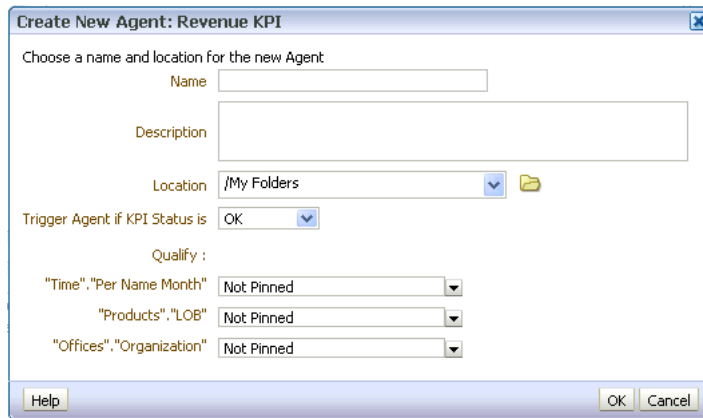 Create New Agent: Revenue KPI
Choose a name and location for the new Agent
Name
Description
Location /My Folders
Trigger Agent if KPI Status is OK
Qualify :
"Time"."Per Name Month" Not Pinned
"Products"."LOB" Not Pinned
"Offices"."Organization" Not Pinned
Help OK Cancel